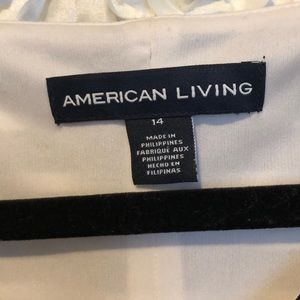 AMERICAN LIVING
14
MADE IN
PHILIPPINES
FABRIQUÉ AUX
PHILIPPINES
HECHO EN
FILIPINAS